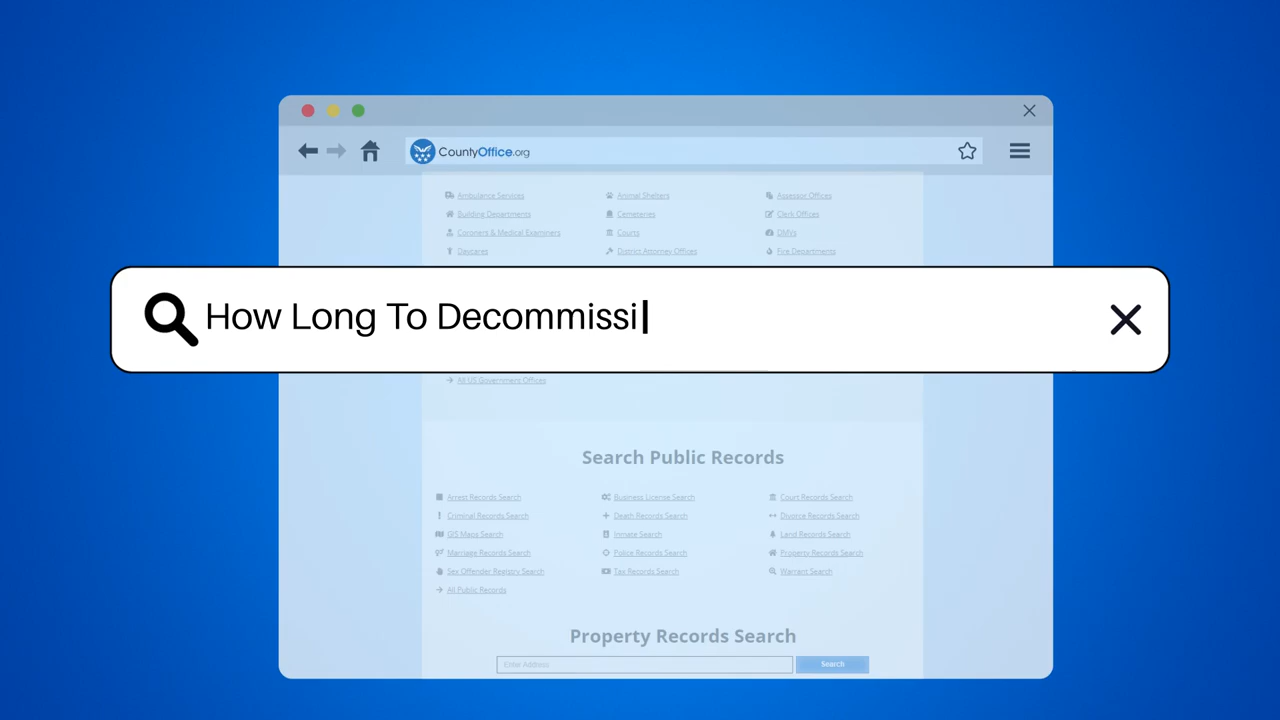 CountyOffice.org
Ambulance Services
Animal Shelters
Assessor Offices
Building Departments
Cemeteries
Clerk Offices
Coroners & Medical Examiners
Courts
DMVs
Daycares
District Attorney Offices
Fire Departments
How Long To Decommissi
All US Government Offices
Search Public Records
Arrest Records Search
Business License Search
Court Records Search
Criminal Records Search
Death Records Search
Divorce Records Search
GIS Maps Search
Inmate Search
Land Records Search
Marriage Records Search
Police Records Search
Property Records Search
Sex Offender Registry Search
Tax Records Search
Warrant Search
All Public Records
Property Records Search
Enter Address
Search